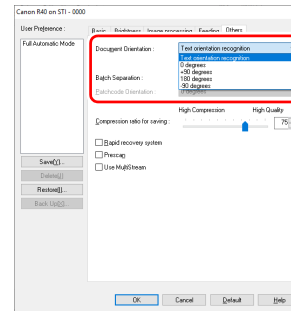 Canon R40 on STI - 0000
User Preference :
Basic Brightness Image processing Feeding Others
Full Automatic Mode
Document Orientation :
Text orientation recognition
Text orientation recognition
0 degrees
+90 degrees
180 degrees
-90 degrees
Batch Separation :
Patchcode Orientation :
0 degrees
High Compression
High Quality
Compression ratio for saving :
75
Rapid recovery system
Prescan
Use MultiStream
Save(Y)...
Delete(J)
Restore(I)...
Back Up(K)...
OK
Cancel
Default
Help